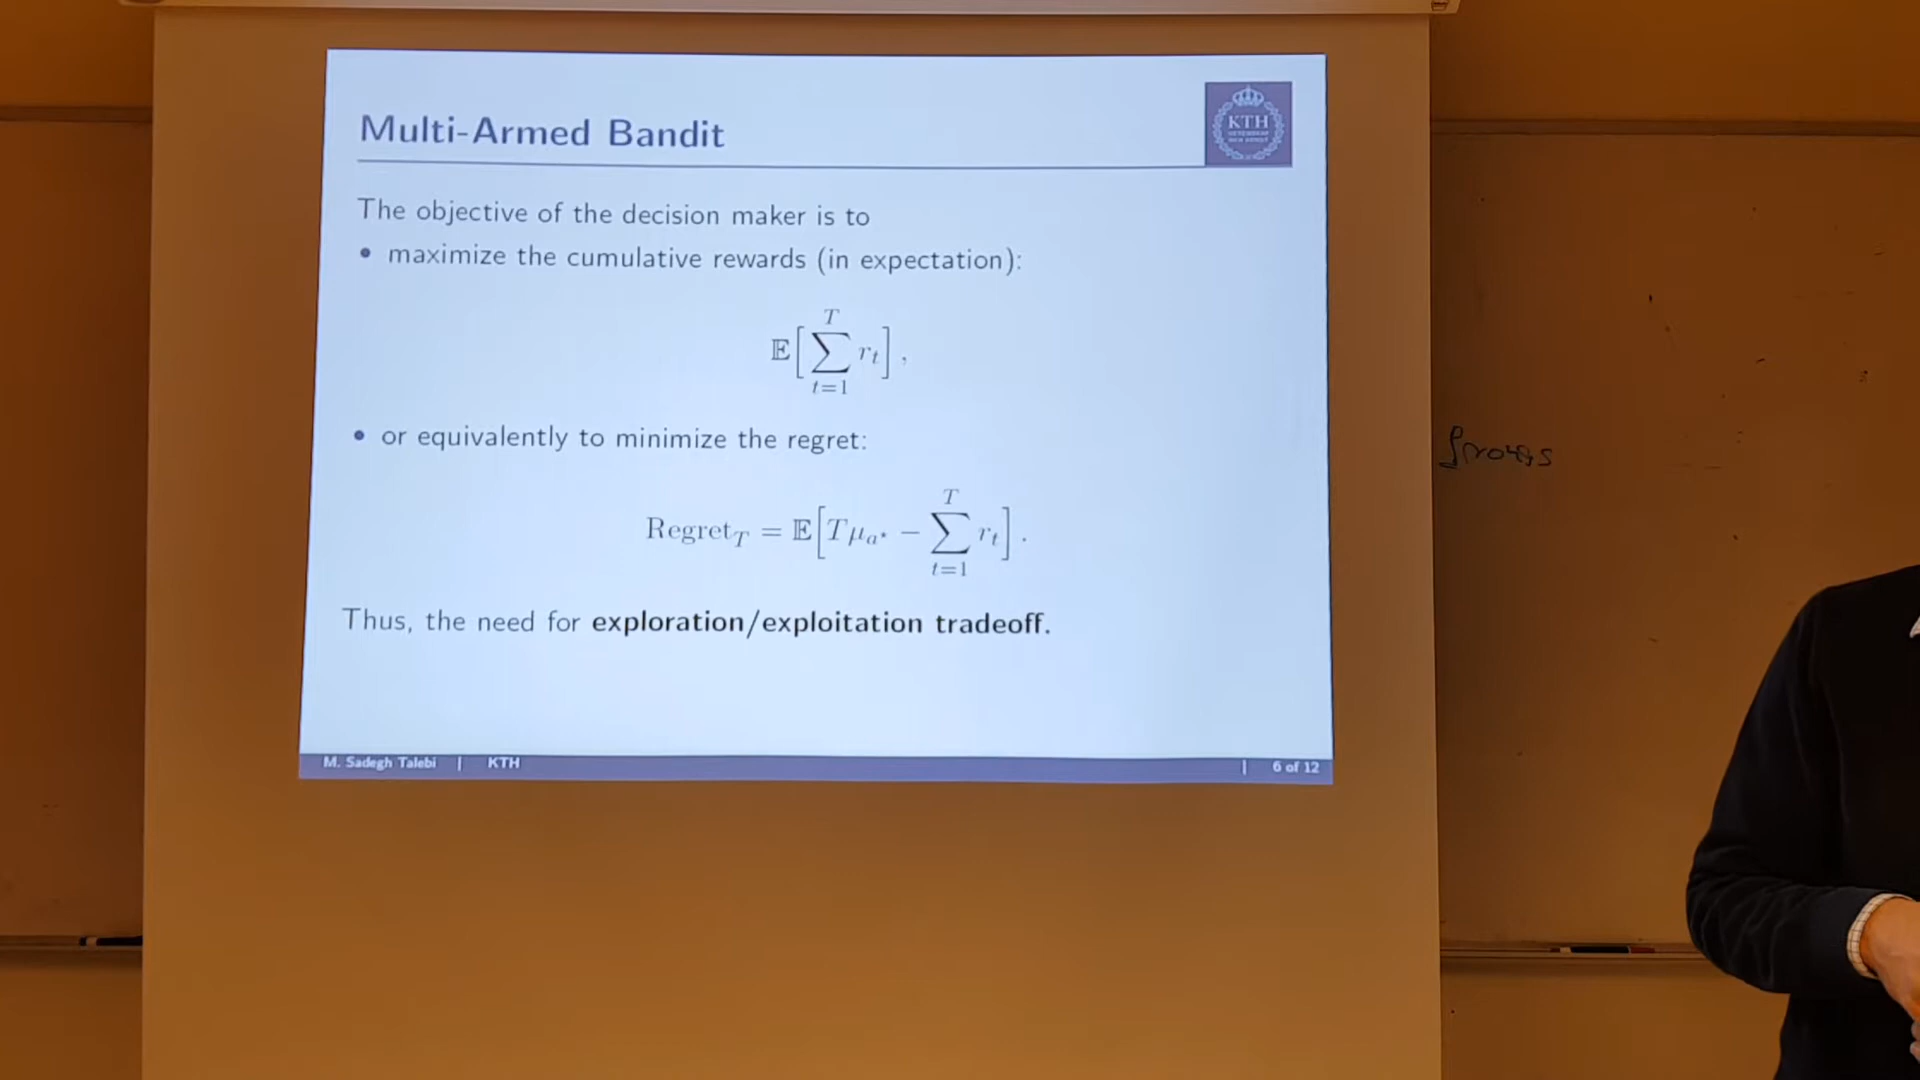 Multi-Armed Bandit
KTH
The objective of the decision maker is to
• maximize the cumulative rewards (in expectation):
𝔼[∑_{t=1}^{T} r_t],
• or equivalently to minimize the regret:
Regret_T = 𝔼[Tμ_{a⋆} − ∑_{t=1}^{T} r_t].
Thus, the need for exploration/exploitation tradeoff.
M. Sadegh Talebi | KTH | 6 of 12